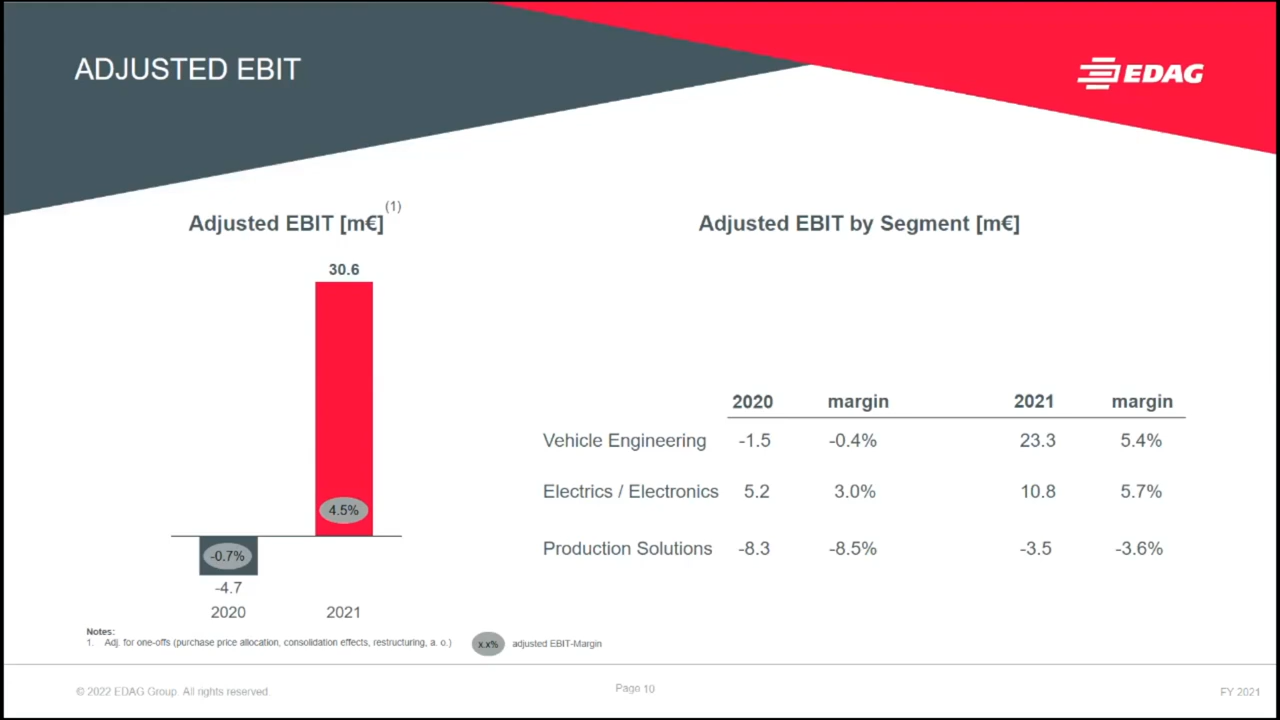 ADJUSTED EBIT
EDAG
Adjusted EBIT [m€] (1)
30.6
4.5%
-0.7%
-4.7
2020 2021
Adjusted EBIT by Segment [m€]
2020 margin 2021 margin
Vehicle Engineering -1.5 -0.4% 23.3 5.4%
Electrics / Electronics 5.2 3.0% 10.8 5.7%
Production Solutions -8.3 -8.5% -3.5 -3.6%
Notes:
1. Adj. for one-offs (purchase price allocation, consolidation effects, restructuring, a. o.)
x.x% adjusted EBIT-Margin
© 2022 EDAG Group. All rights reserved.
Page 10
FY 2021